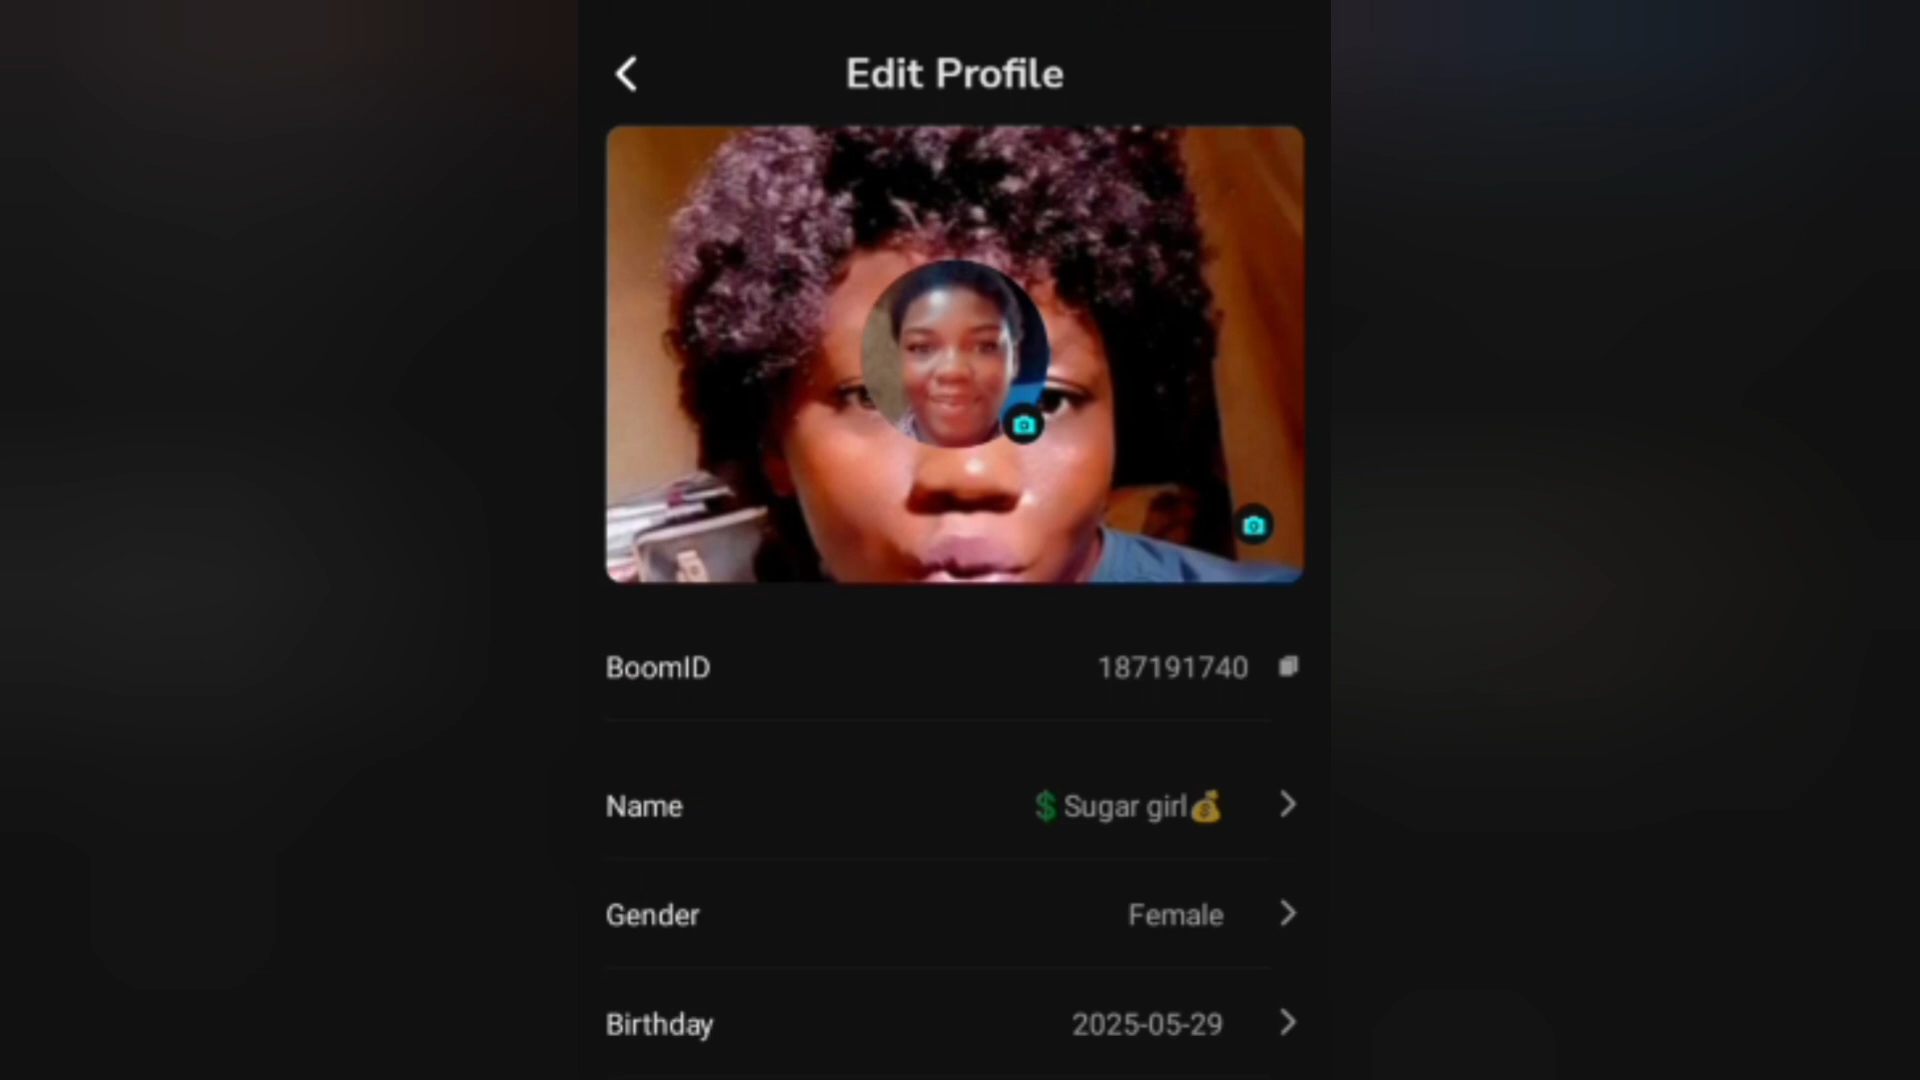 Edit Profile
BoomID 187191740
Name 💲Sugar girl💰
Gender Female
Birthday 2025-05-29